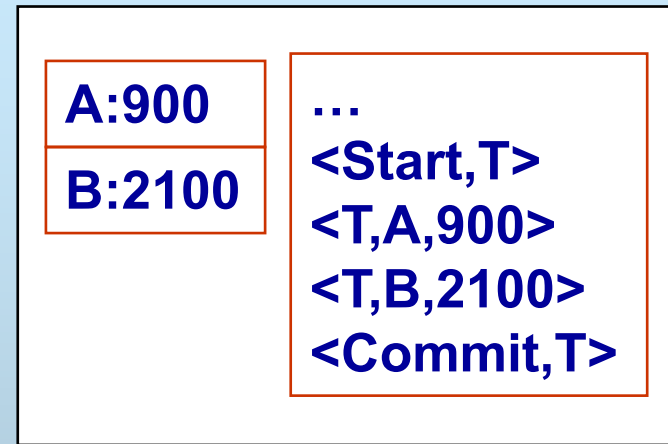 A:900
B:2100
…
<Start,T>
<T,A,900>
<T,B,2100>
<Commit,T>